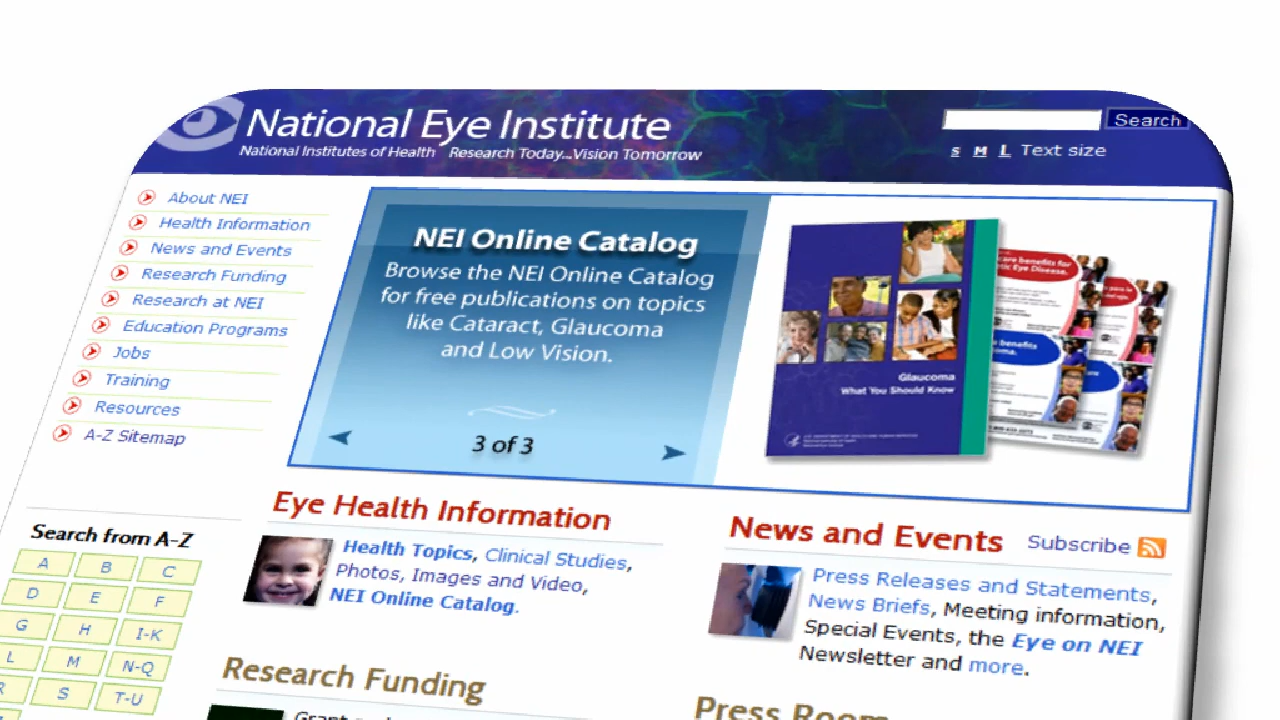 National Eye Institute
National Institutes of Health Research Today...Vision Tomorrow
Search
S M L Text size
About NEI
Health Information
News and Events
Research Funding
Research at NEI
Education Programs
Jobs
Training
Resources
A-Z Sitemap
NEI Online Catalog
Browse the NEI Online Catalog
for free publications on topics
like Cataract, Glaucoma
and Low Vision.
3 of 3
Glaucoma
What You Should Know
Search from A-Z
A B C
D E F
G H I-K
L M N-Q
R S T-U
Eye Health Information
Health Topics, Clinical Studies,
Photos, Images and Video,
NEI Online Catalog.
News and Events Subscribe
Press Releases and Statements,
News Briefs, Meeting information,
Special Events, the Eye on NEI
Newsletter and more.
Research Funding
Press Room